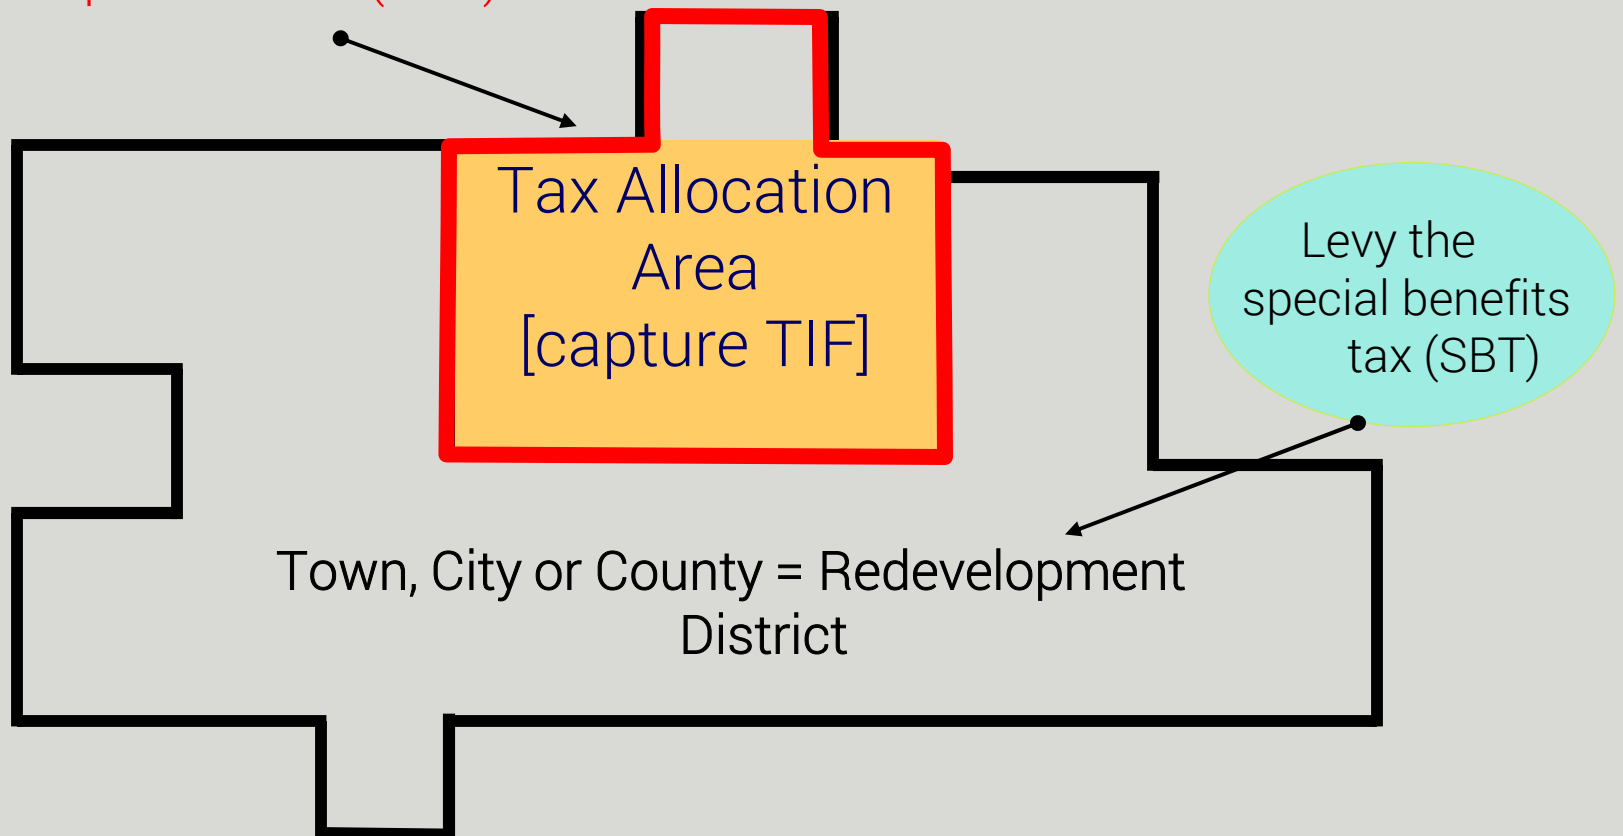 Tax Allocation
Area
[capture TIF]
Levy the
special benefits
tax (SBT)
Town, City or County = Redevelopment
District